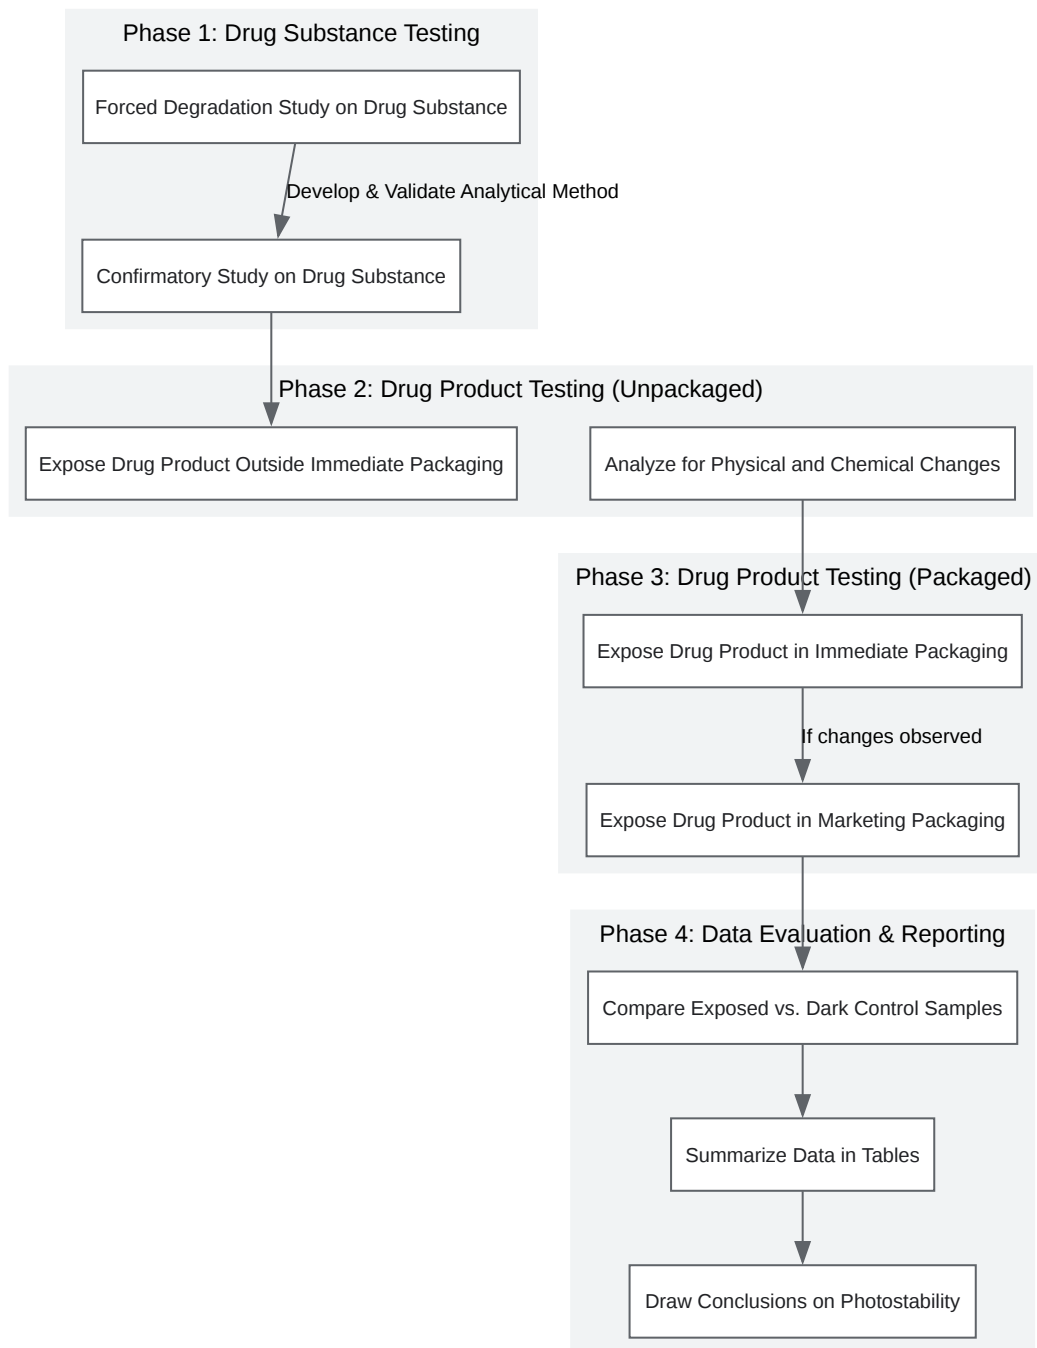 Phase 1: Drug Substance Testing
Forced Degradation Study on Drug Substance
Develop & Validate Analytical Method
Confirmatory Study on Drug Substance
Phase 2: Drug Product Testing (Unpackaged)
Expose Drug Product Outside Immediate Packaging
Analyze for Physical and Chemical Changes
Phase 3: Drug Product Testing (Packaged)
Expose Drug Product in Immediate Packaging
If changes observed
Expose Drug Product in Marketing Packaging
Phase 4: Data Evaluation & Reporting
Compare Exposed vs. Dark Control Samples
Summarize Data in Tables
Draw Conclusions on Photostability